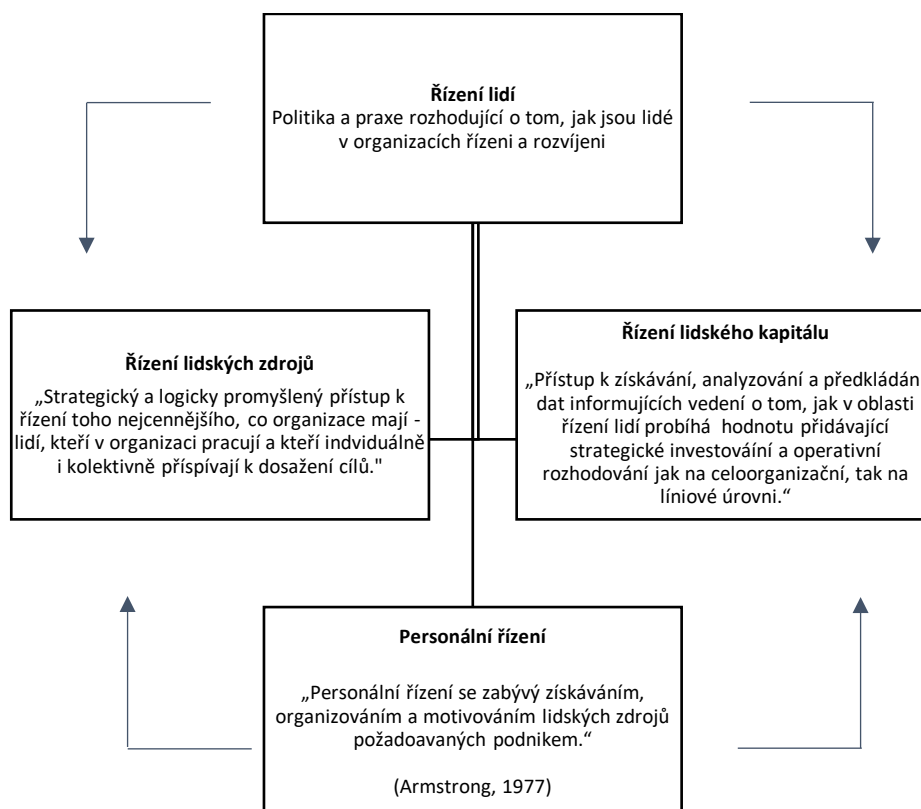 Řízení lidí
Politika a praxe rozhodující o tom, jak jsou lidé
v organizacích řízeni a rozvíjeni
Řízení lidských zdrojů
„Strategický a logicky promyšlený přístup k
řízení toho nejcennějšího, co organizace mají -
lidí, kteří v organizaci pracují a kteří indviduálně
i kolektivně příspívají k dosažení cílů."
Řízení lidského kapitálu
„Přístup k získávání, analyzování a předkládán
dat informujících vedení o tom, jak v oblasti
řízení lidí probíhá hodnotu přidávající
strategické investováíní a operativní
rozhodování jak na celoorganizační, tak na
líniové úrovni.“
Personální řízení
„Personální řízení se zabývý získáváním,
organizováním a motivováním lidských zdrojů
požadoavaných podnikem.“
(Armstrong, 1977)